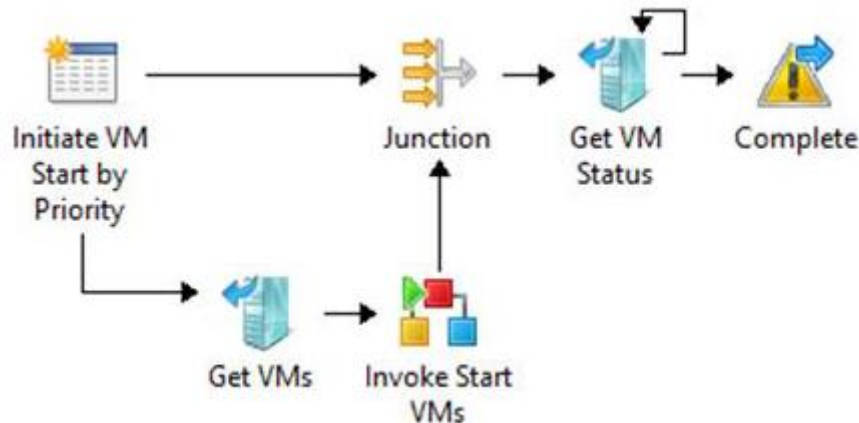 Initiate VM
Start by
Priority
Junction
Get VM
Status
Complete
Get VMs
Invoke Start
VMs